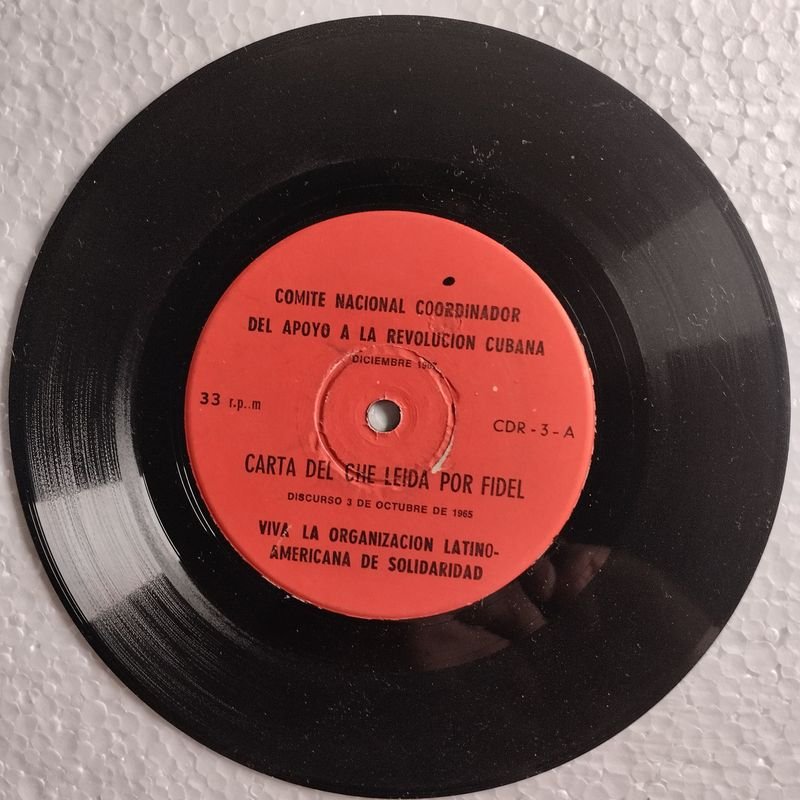 COMITE NACIONAL COORDINADOR
DEL APOYO A LA REVOLUCION CUBANA
DICIEMBRE 1967
33 r.p..m
CDR - 3 - A
CARTA DEL CHE LEIDA POR FIDEL
DISCURSO 3 DE OCTUBRE DE 1965
VIVA LA ORGANIZACION LATINO-
AMERICANA DE SOLIDARIDAD